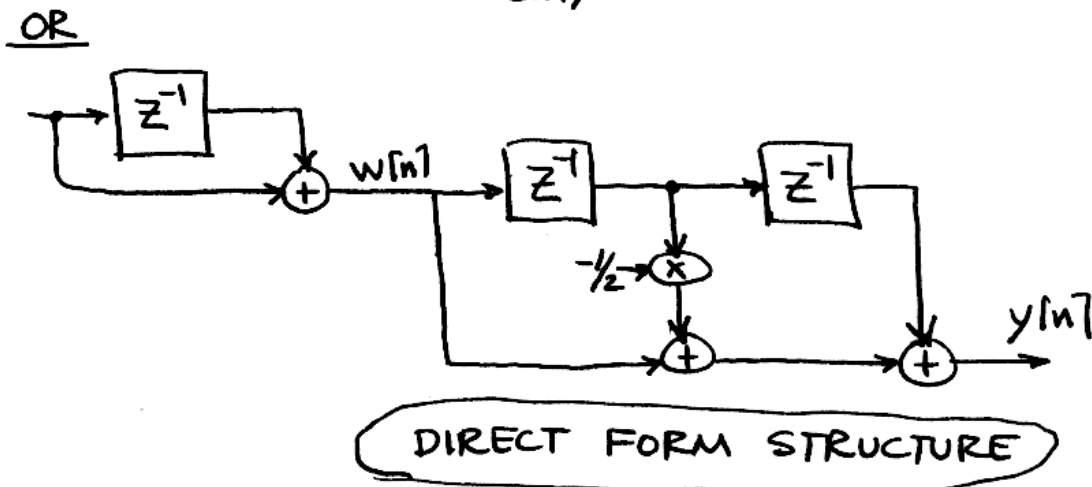 OR
z⁻¹
w[n]
z⁻¹
z⁻¹
-1/2
x
+
+
+
y[n]
DIRECT FORM STRUCTURE